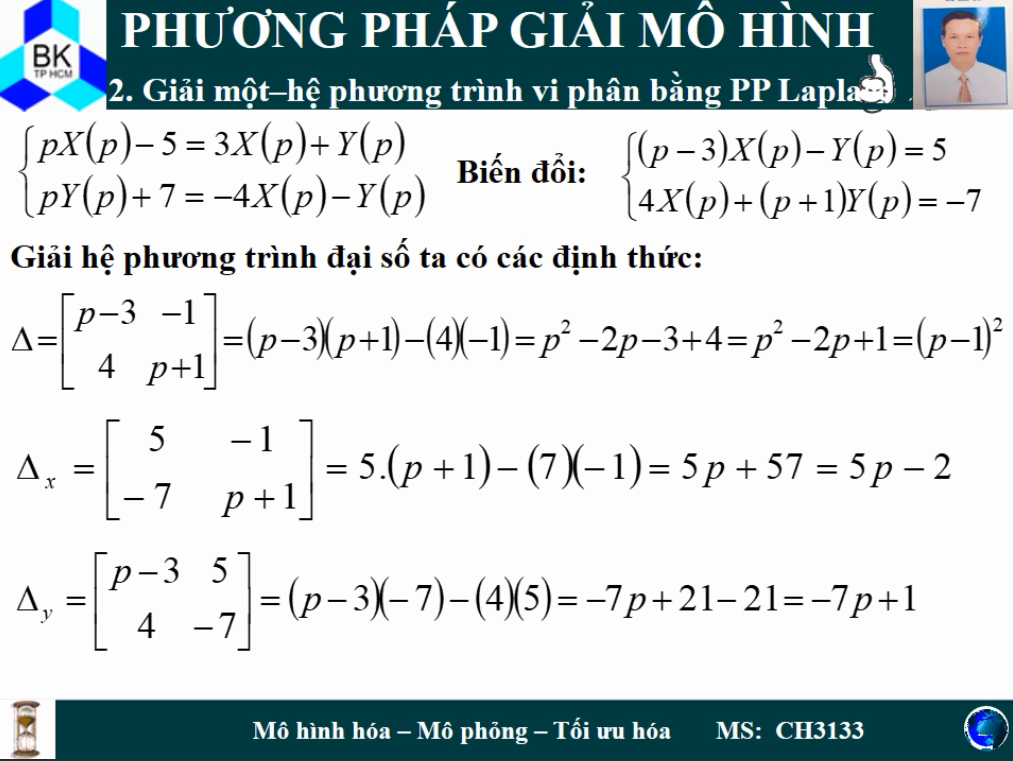 PHƯƠNG PHÁP GIẢI MÔ HÌNH
BK
TP HCM
2. Giải một–hệ phương trình vi phân bằng PP Lapla
{ pX(p) − 5 = 3X(p) + Y(p)
pY(p) + 7 = −4X(p) − Y(p)
Biến đổi:
{ (p − 3)X(p) − Y(p) = 5
4X(p) + (p + 1)Y(p) = −7
Giải hệ phương trình đại số ta có các định thức:
Δ = [p−3 −1; 4 p+1] = (p−3)(p+1) − (4)(−1) = p² − 2p − 3 + 4 = p² − 2p + 1 = (p−1)²
Δx = [5 −1; −7 p+1] = 5.(p + 1) − (7)(−1) = 5p + 57 = 5p − 2
Δy = [p−3 5; 4 −7] = (p − 3)(−7) − (4)(5) = −7p + 21 − 21 = −7p + 1
Mô hình hóa – Mô phỏng – Tối ưu hóa MS: CH3133